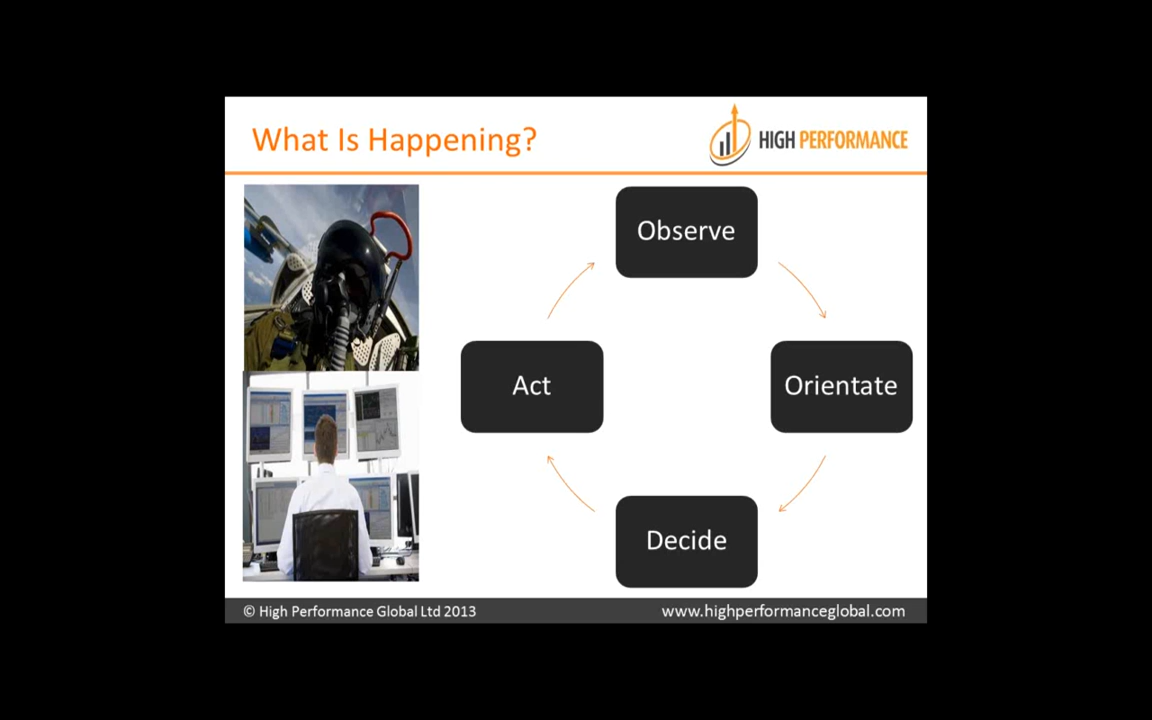 What Is Happening?
HIGH PERFORMANCE
Observe
Act
Orientate
Decide
© High Performance Global Ltd 2013
www.highperformanceglobal.com